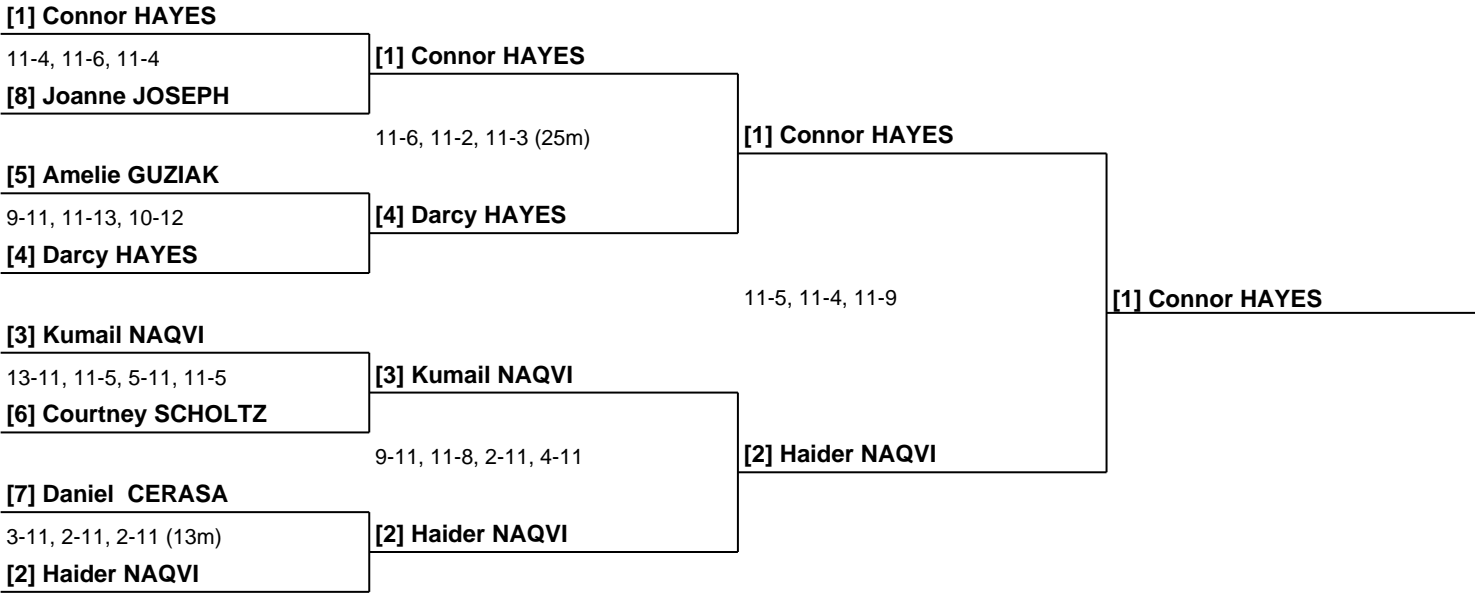 [1] Connor HAYES
11-4, 11-6, 11-4
[1] Connor HAYES
[8] Joanne JOSEPH
11-6, 11-2, 11-3 (25m)
[1] Connor HAYES
[5] Amelie GUZIAK
9-11, 11-13, 10-12
[4] Darcy HAYES
[4] Darcy HAYES
11-5, 11-4, 11-9
[1] Connor HAYES
[3] Kumail NAQVI
13-11, 11-5, 5-11, 11-5
[3] Kumail NAQVI
[6] Courtney SCHOLTZ
9-11, 11-8, 2-11, 4-11
[2] Haider NAQVI
[7] Daniel  CERASA
3-11, 2-11, 2-11 (13m)
[2] Haider NAQVI
[2] Haider NAQVI